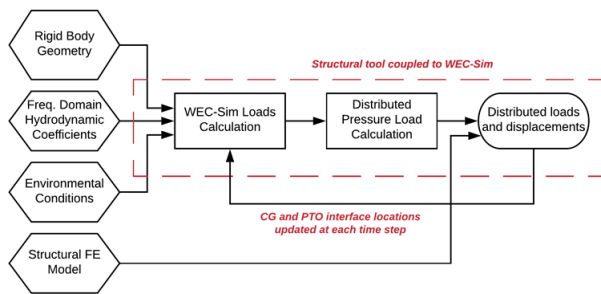 Rigid Body
Geometry
Structural tool coupled to WEC-Sim
Freq. Domain
Hydrodynamic
Coefficients
WEC-Sim Loads
Calculation
Distributed
Pressure Load
Calculation
Distributed loads
and displacements
Environmental
Conditions
CG and PTO interface locations
updated at each time step
Structural FE
Model